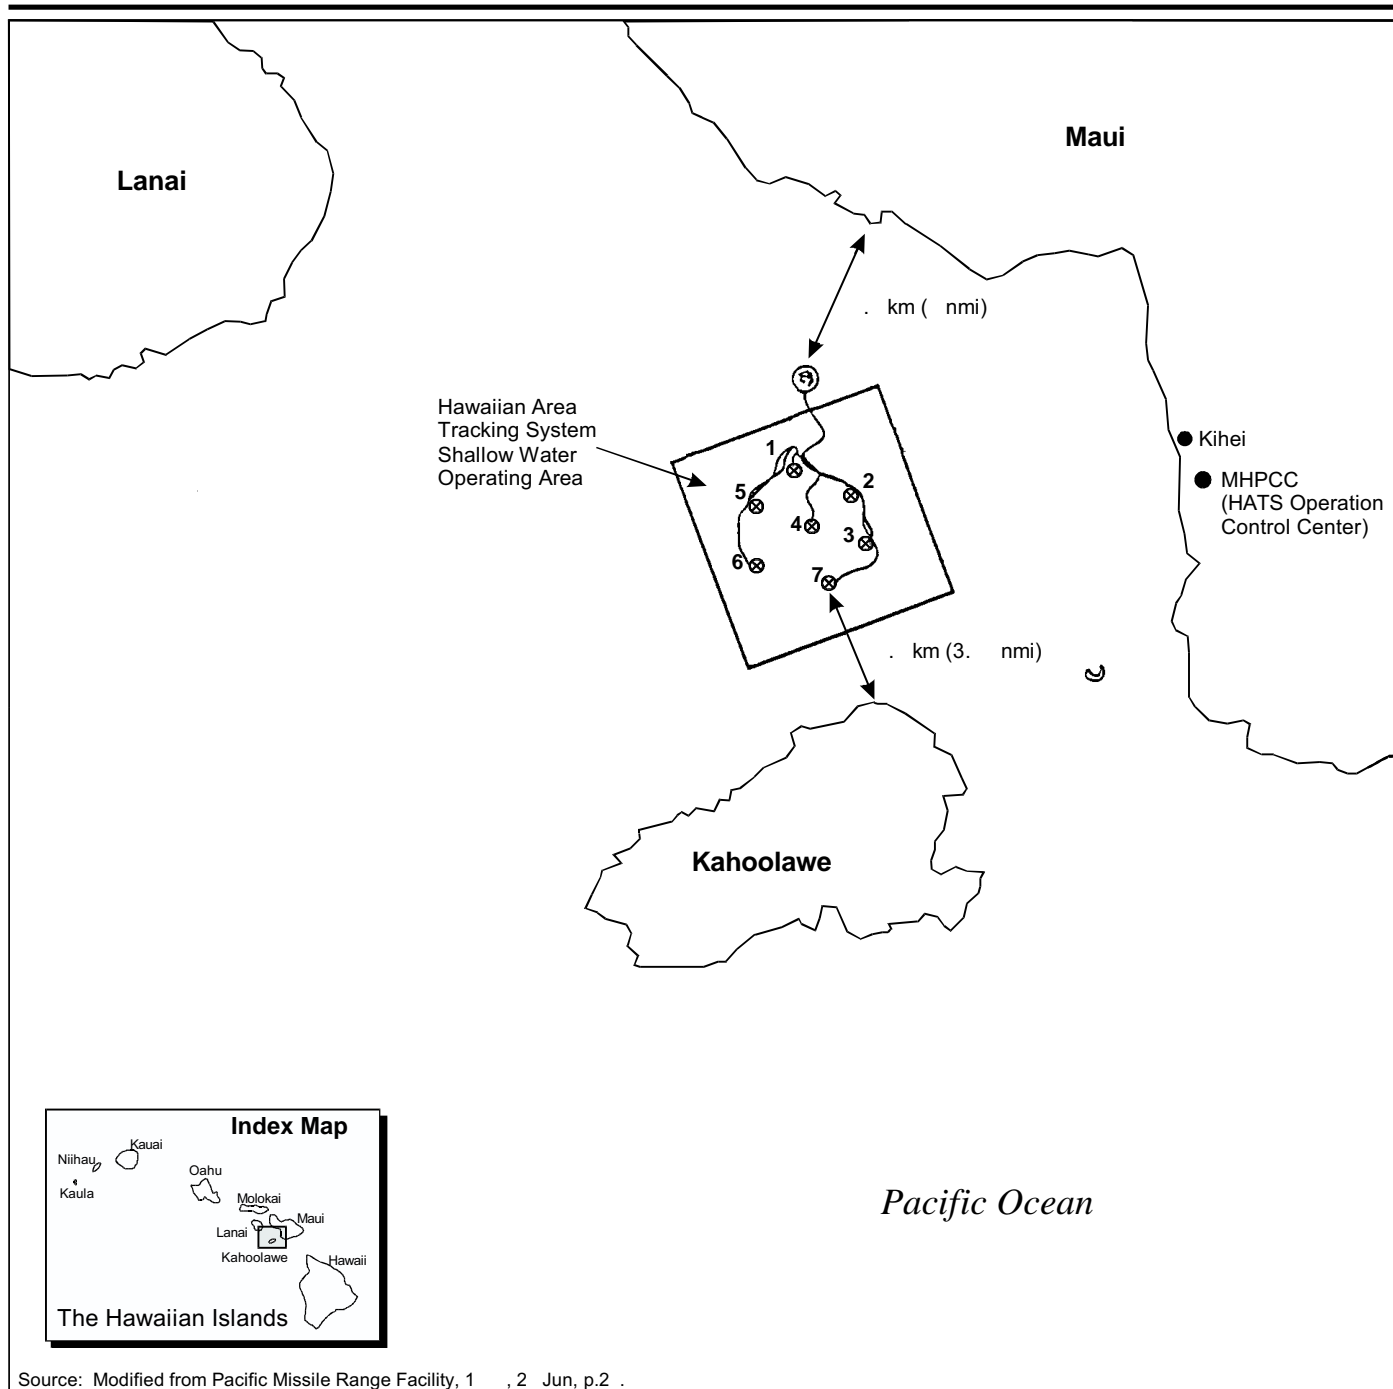 Maui
Lanai
. km ( nmi)
Hawaiian Area
Tracking System
Shallow Water
Operating Area
1
2
5
4
3
6
7
Kihei
MHPCC
(HATS Operation
Control Center)
. km (3. nmi)
Kahoolawe
Index Map
Kauai
Niihau
Oahu
Kaula
Molokai
Maui
Lanai
Kahoolawe
Hawaii
The Hawaiian Islands
Pacific Ocean
Source: Modified from Pacific Missile Range Facility, 1 , 2 Jun, p.2 .